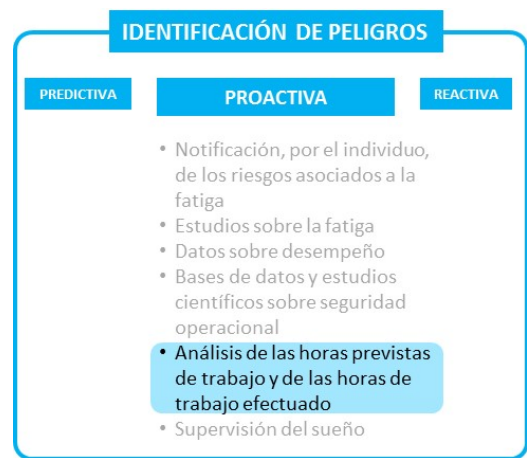 IDENTIFICACIÓN DE PELIGROS
PREDICTIVA
PROACTIVA
REACTIVA
• Notificación, por el individuo,
de los riesgos asociados a la
fatiga
• Estudios sobre la fatiga
• Datos sobre desempeño
• Bases de datos y estudios
científicos sobre seguridad
operacional
• Análisis de las horas previstas
de trabajo y de las horas de
trabajo efectuado
• Supervisión del sueño